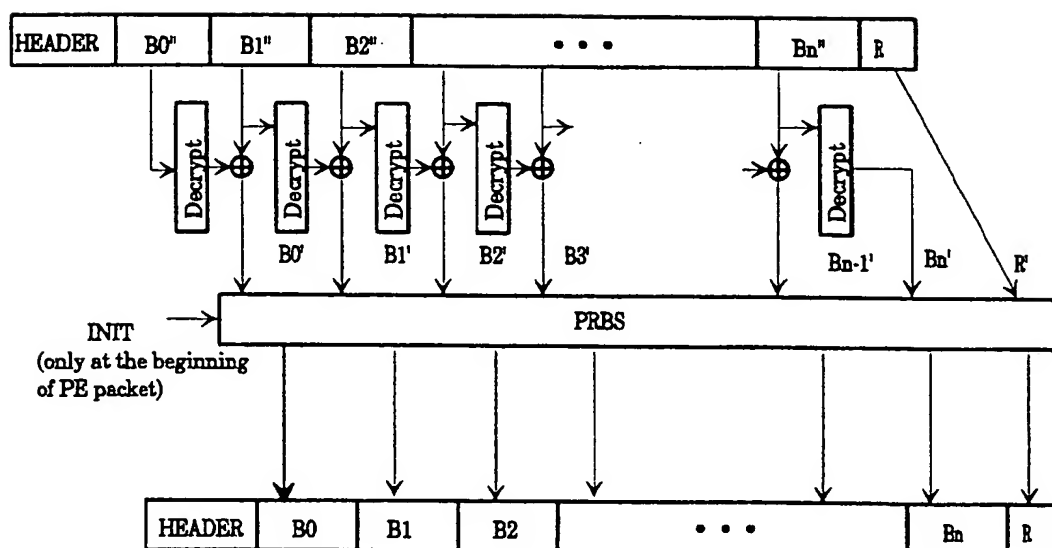 HEADER B0" B1" B2" • • • Bn" R
Decrypt Decrypt Decrypt Decrypt Decrypt
B0' B1' B2' B3' Bn-1' Bn' R'
PRBS
INIT
(only at the beginning
of PE packet)
HEADER B0 B1 B2 • • • Bn R